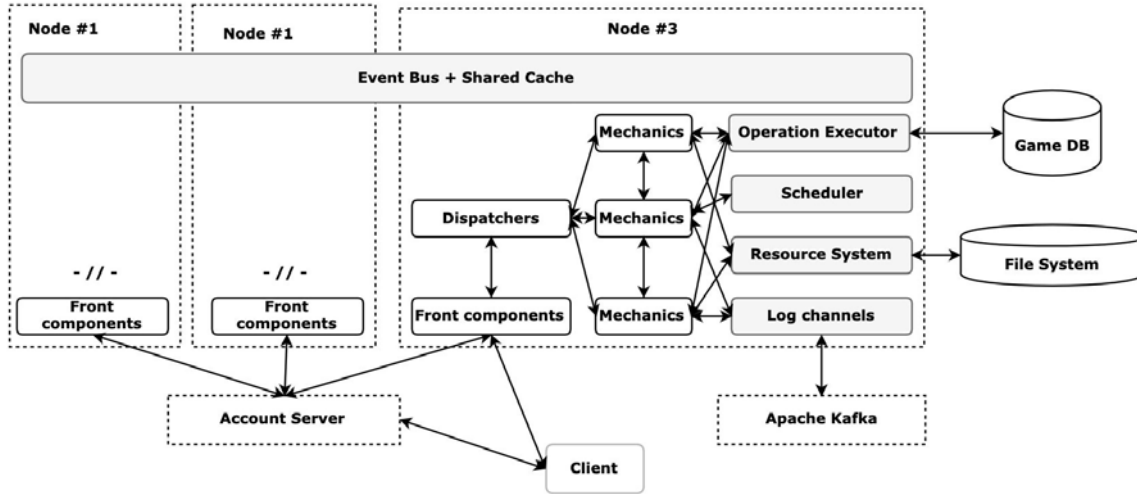 Node #1
Node #1
Node #3
Event Bus + Shared Cache
Mechanics
Operation Executor
Game DB
Scheduler
Dispatchers
Mechanics
Resource System
File System
- // -
- // -
Front
components
Front
components
Front components
Mechanics
Log channels
Account Server
Apache Kafka
Client